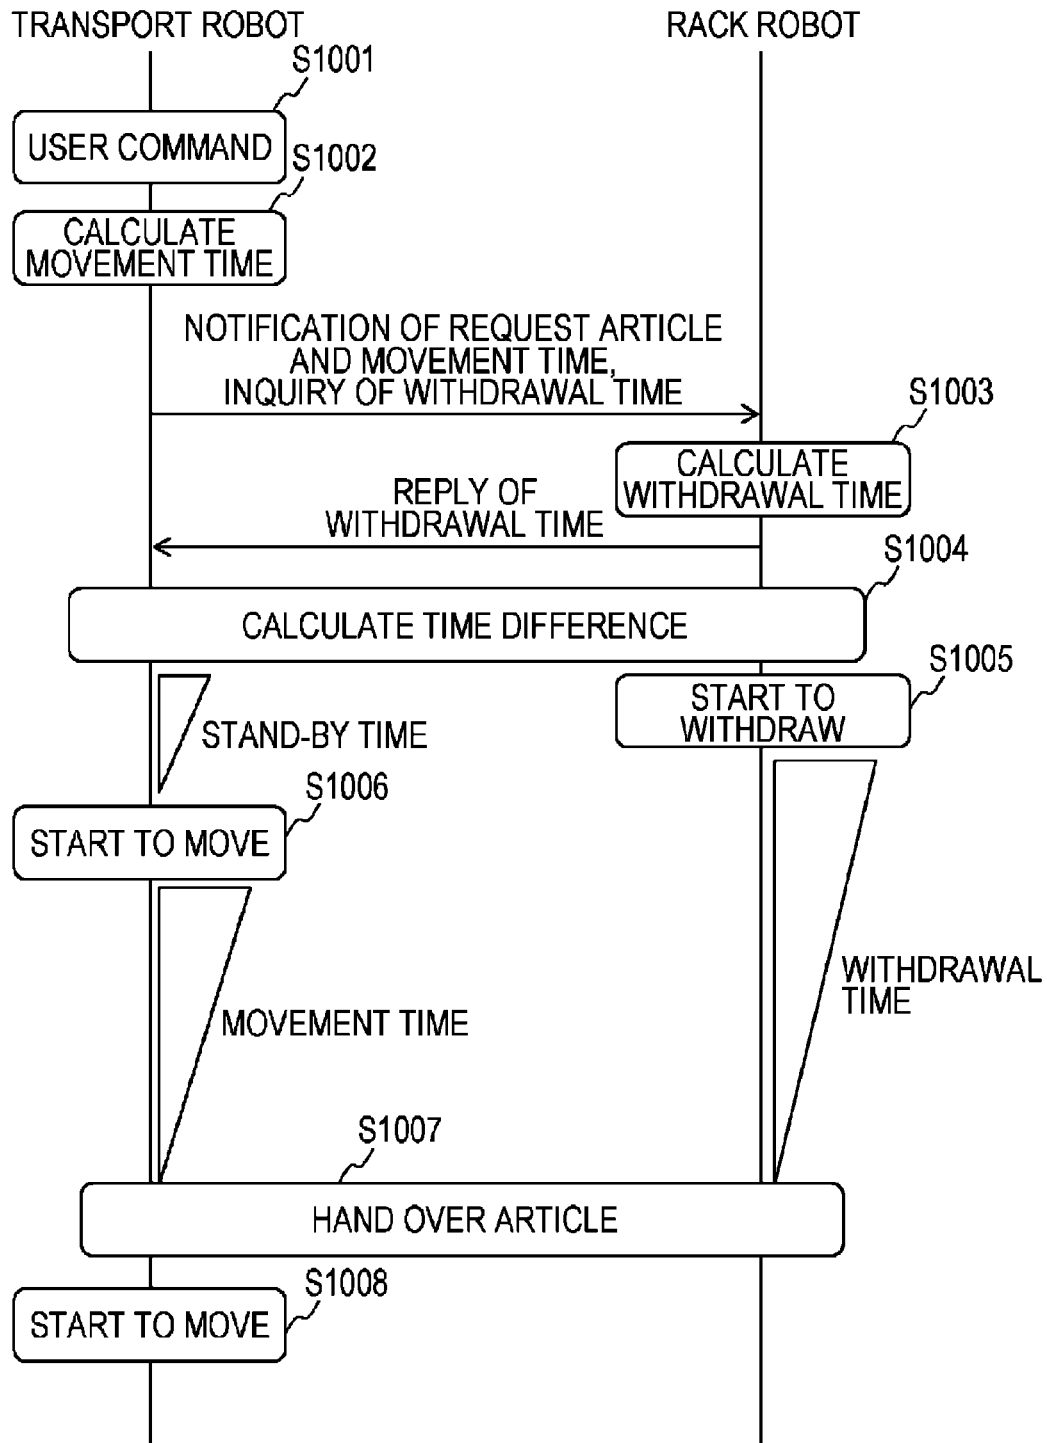 TRANSPORT ROBOT
RACK ROBOT
S1001
USER COMMAND
S1002
CALCULATE
MOVEMENT TIME
NOTIFICATION OF REQUEST ARTICLE
AND MOVEMENT TIME,
INQUIRY OF WITHDRAWAL TIME
S1003
CALCULATE
WITHDRAWAL TIME
REPLY OF
WITHDRAWAL TIME
S1004
CALCULATE TIME DIFFERENCE
S1005
START TO
WITHDRAW
STAND-BY TIME
S1006
START TO MOVE
WITHDRAWAL
TIME
MOVEMENT TIME
S1007
HAND OVER ARTICLE
S1008
START TO MOVE